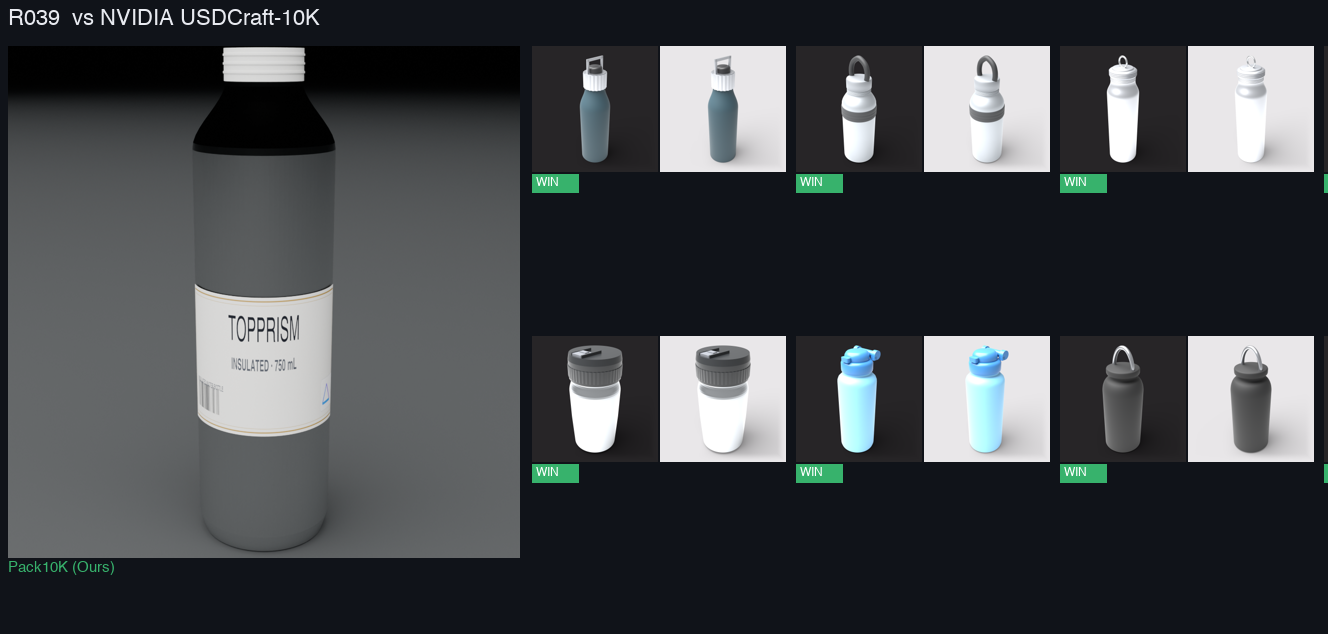 R039 vs NVIDIA USDCraft-10K
TOPPRISM
INSULATED · 750 mL
WIN
WIN
WIN
WIN
WIN
WIN
Pack10K (Ours)